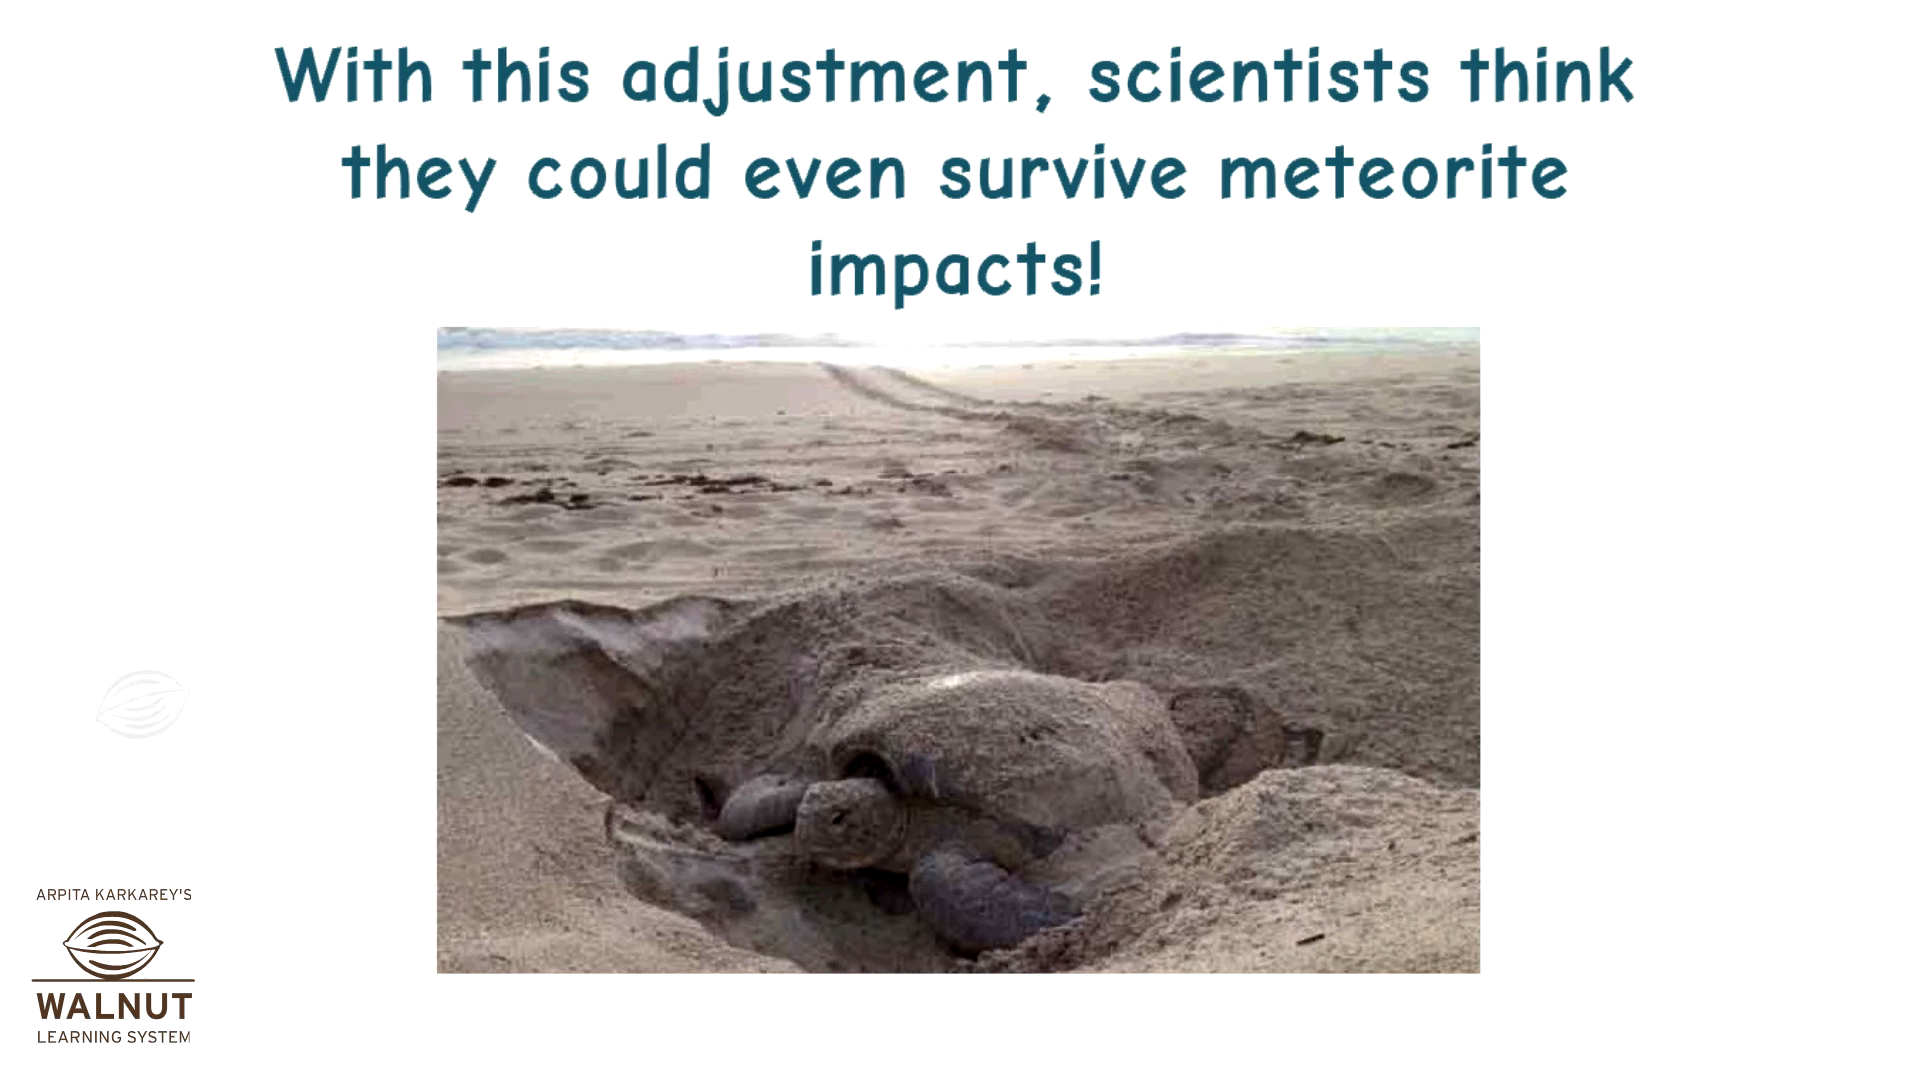 With this adjustment, scientists think
they could even survive meteorite
impacts!
ARPITA KARKAREY'S
WALNUT
LEARNING SYSTEM